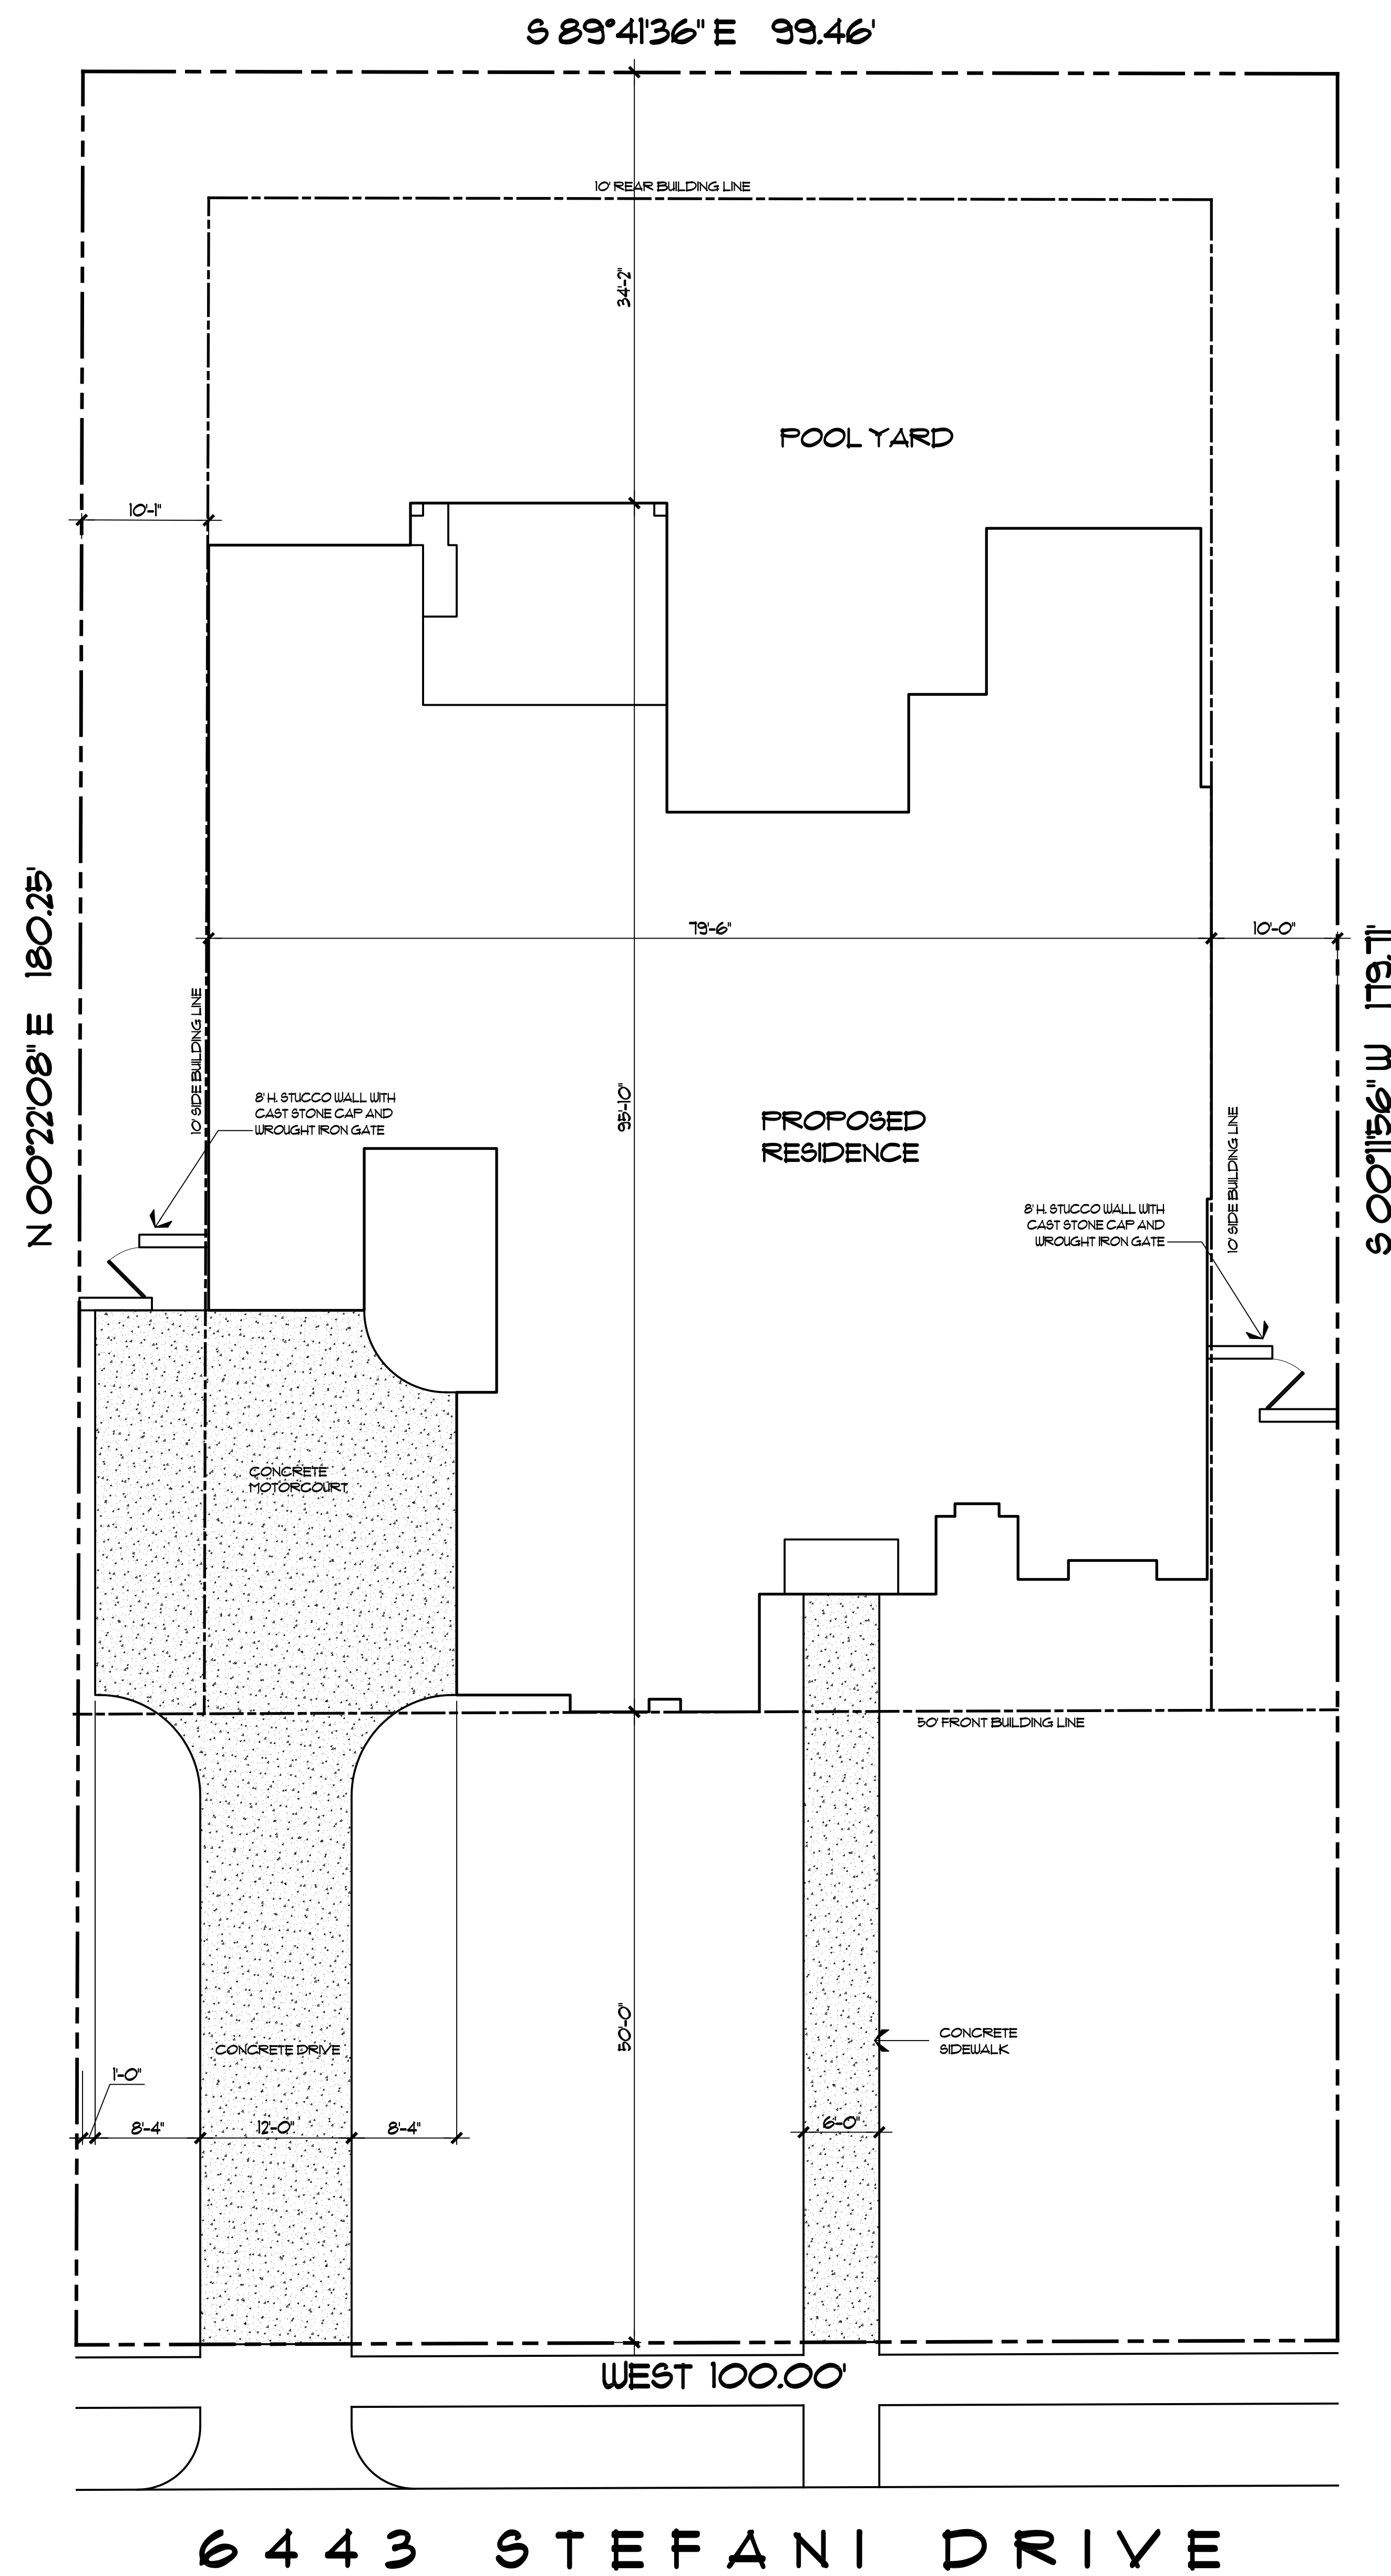 S 89°41'36" E 99.46'
10' REAR BUILDING LINE
34'-2"
POOL YARD
10'-1"
79'-6"
10'-0"
N 00°22'08" E 180.25'
S 00°11'56" W 179.71'
10' SIDE BUILDING LINE
8' H. STUCCO WALL WITH
CAST STONE CAP AND
WROUGHT IRON GATE
95'-10"
PROPOSED
RESIDENCE
10' SIDE BUILDING LINE
8' H. STUCCO WALL WITH
CAST STONE CAP AND
WROUGHT IRON GATE
CONCRETE
MOTORCOURT
50' FRONT BUILDING LINE
50'-0"
CONCRETE
SIDEWALK
CONCRETE DRIVE
1'-0"
8'-4"
12'-0"
8'-4"
6'-0"
WEST 100.00'
6443 STEFANI DRIVE